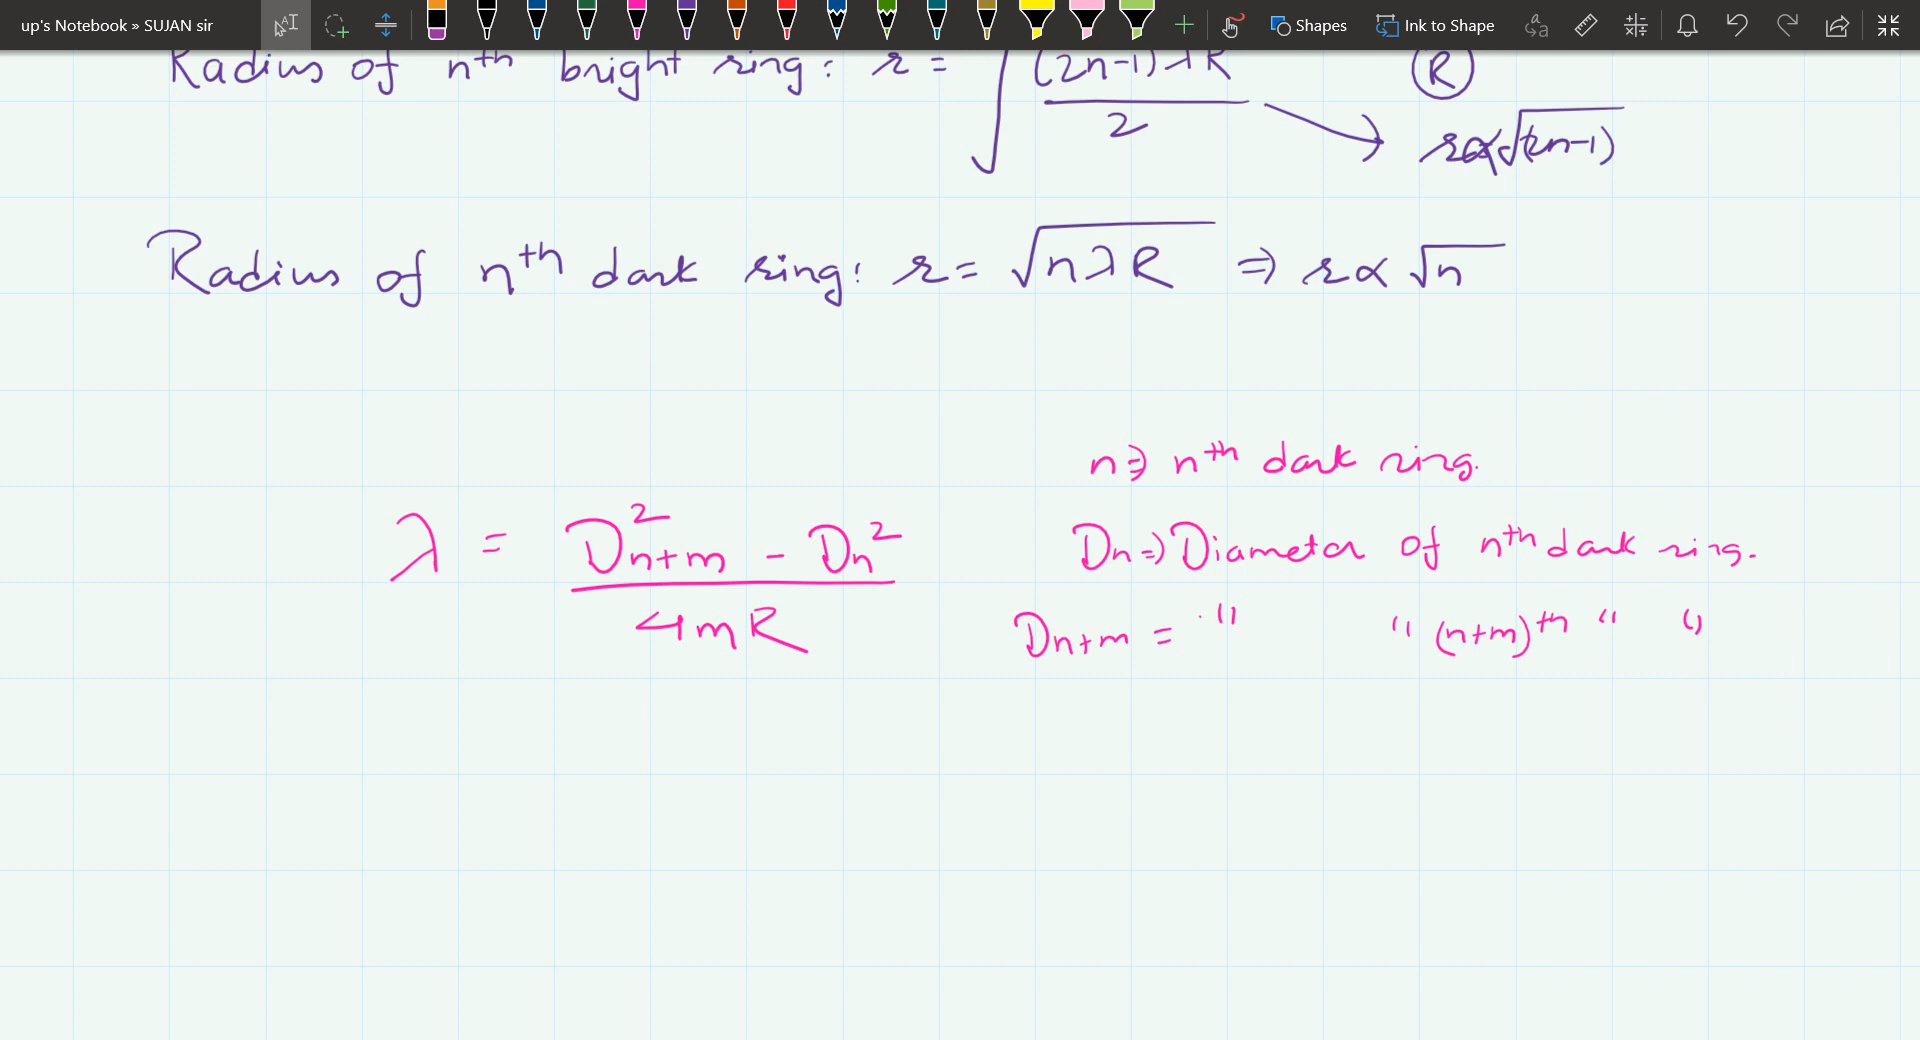 up's Notebook » SUJAN sir
Shapes
Ink to Shape
Radius of nth bright ring : r = √((2n-1)λR / 2)
R
r∝√(2n-1)
Radius of nth dark ring: r = √nλR ⇒ r ∝ √n
n ⇒ nth dark ring.
λ = (D²n+m - Dn²) / 4mR
Dn ⇒ Diameter of nth dark ring.
Dn+m = " " (n+m)th " "